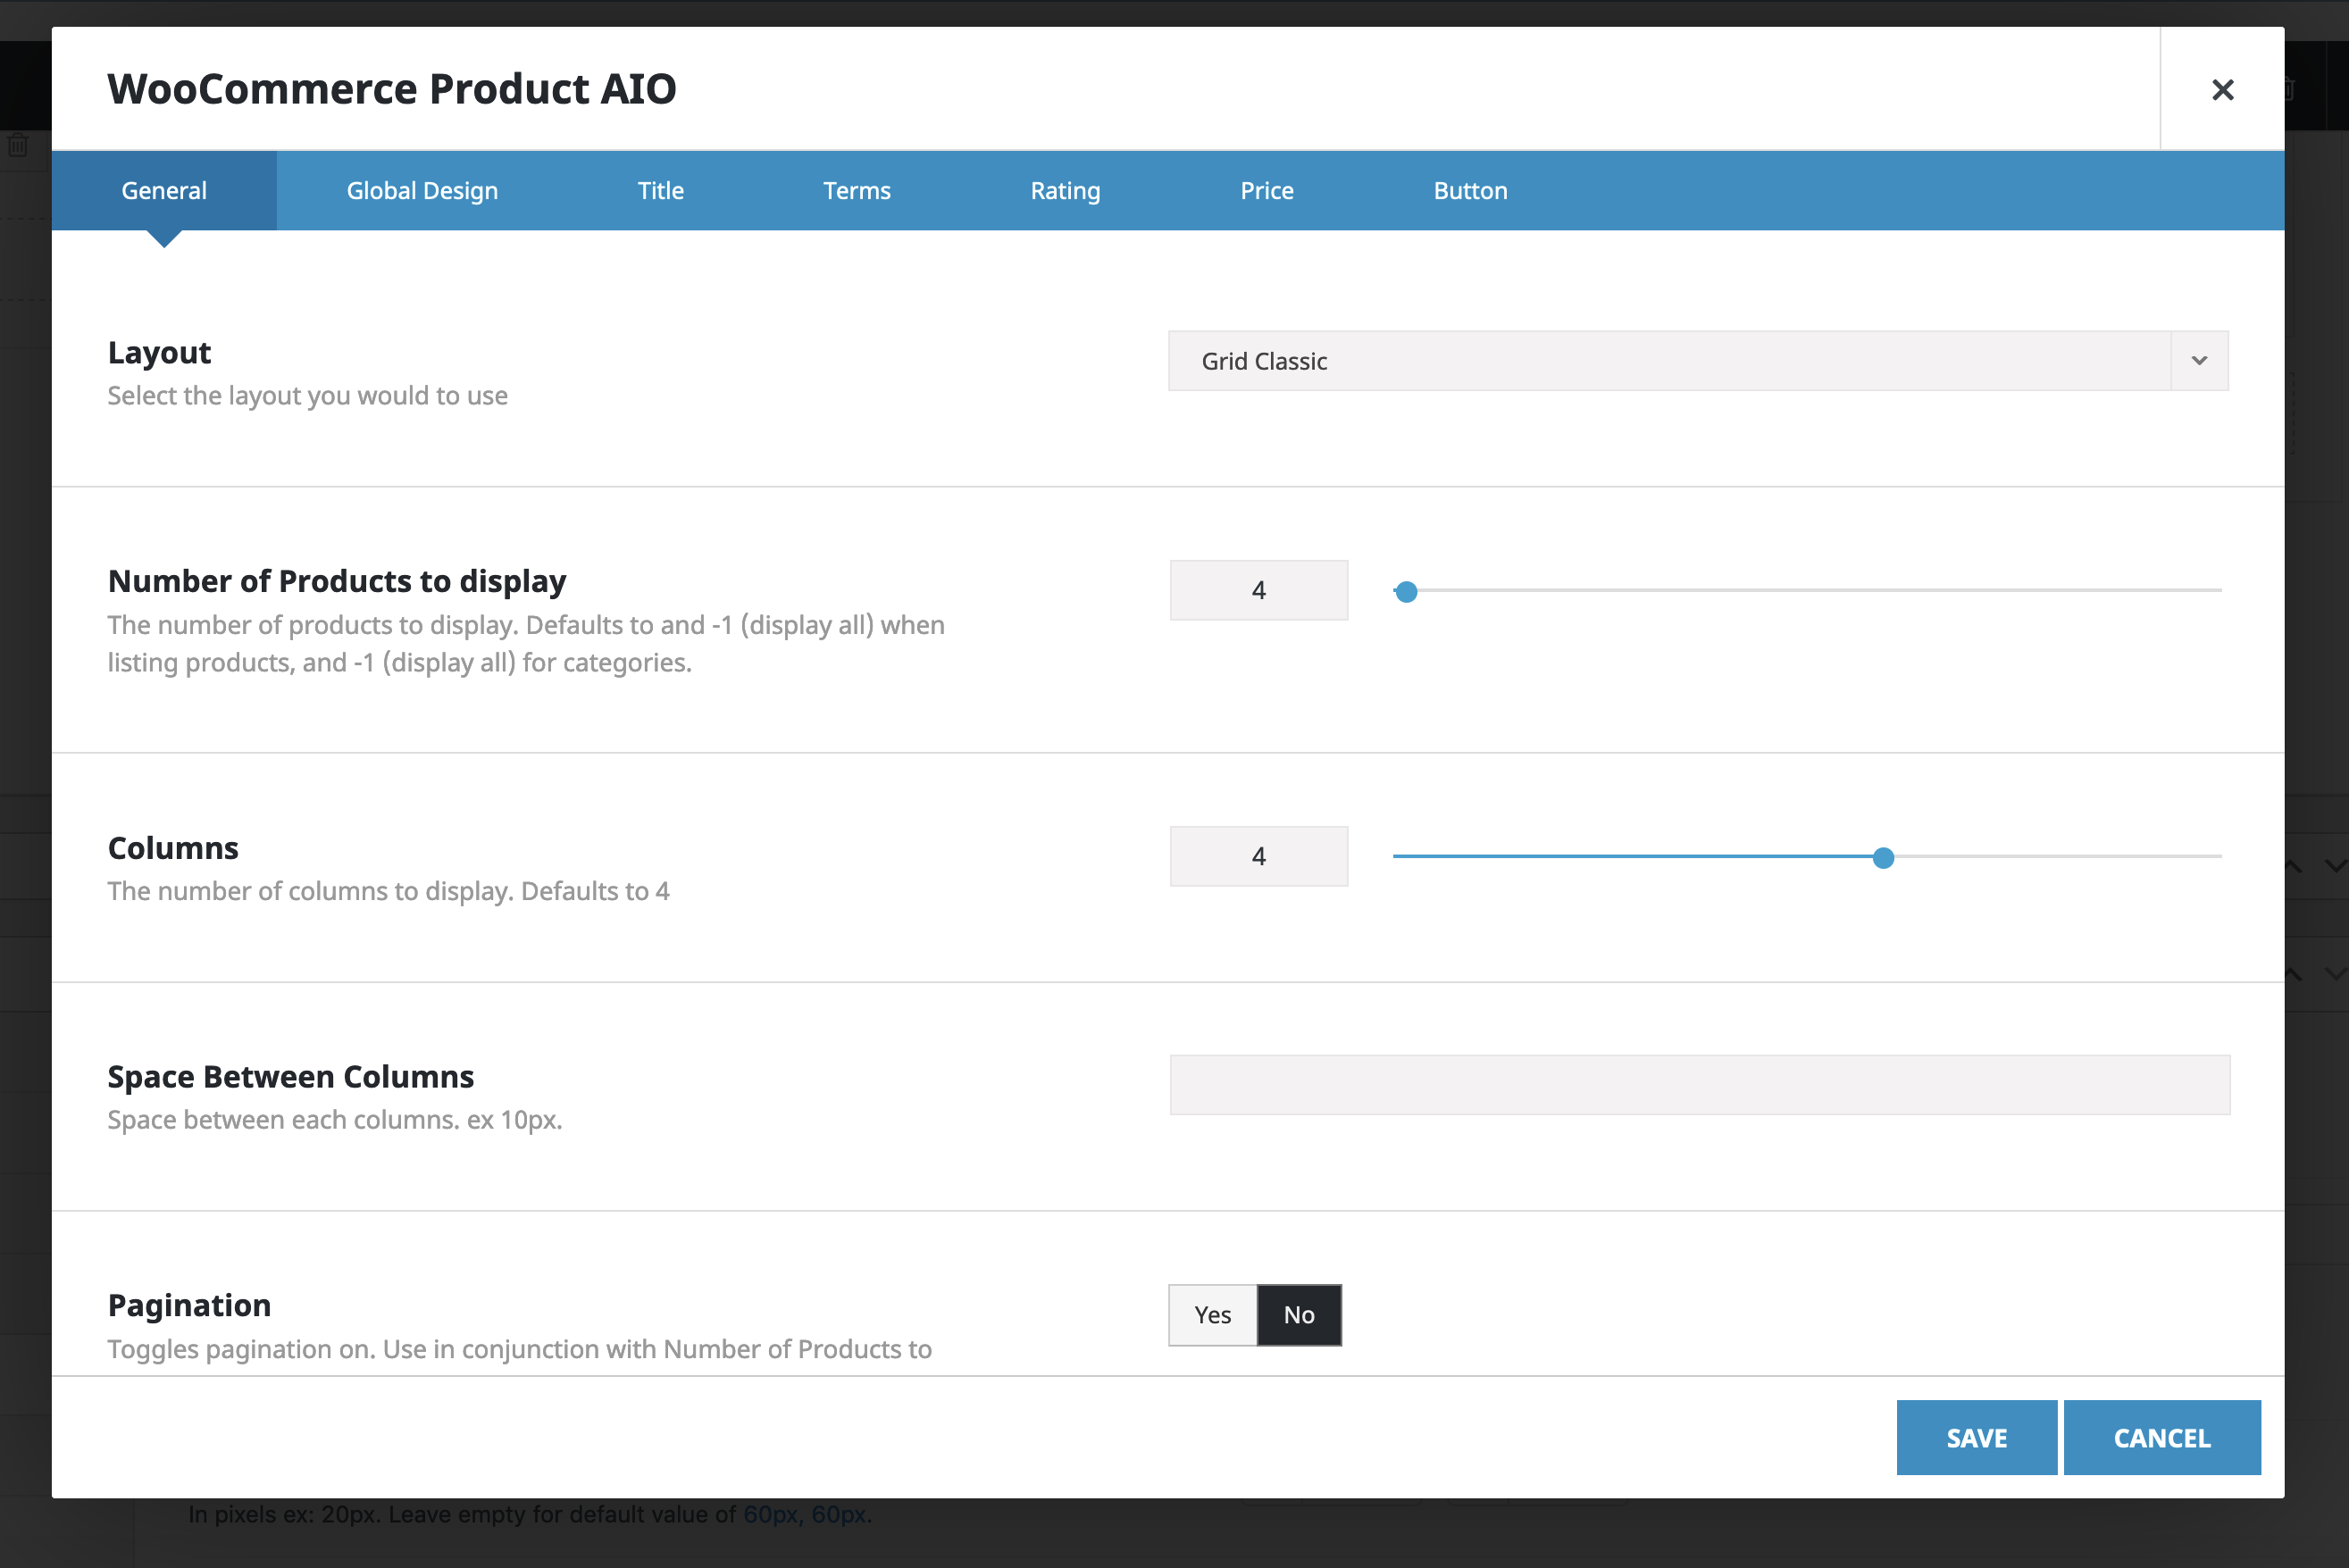 WooCommerce Product AIO
General
Global Design
Title
Terms
Rating
Price
Button
Layout
Select the layout you would to use
Grid Classic
Number of Products to display
The number of products to display. Defaults to and -1 (display all) when
listing products, and -1 (display all) for categories.
4
Columns
The number of columns to display. Defaults to 4
4
Space Between Columns
Space between each columns. ex 10px.
Pagination
Toggles pagination on. Use in conjunction with Number of Products to
Yes
No
SAVE
CANCEL
In pixels ex: 20px. Leave empty for default value of 60px, 60px.